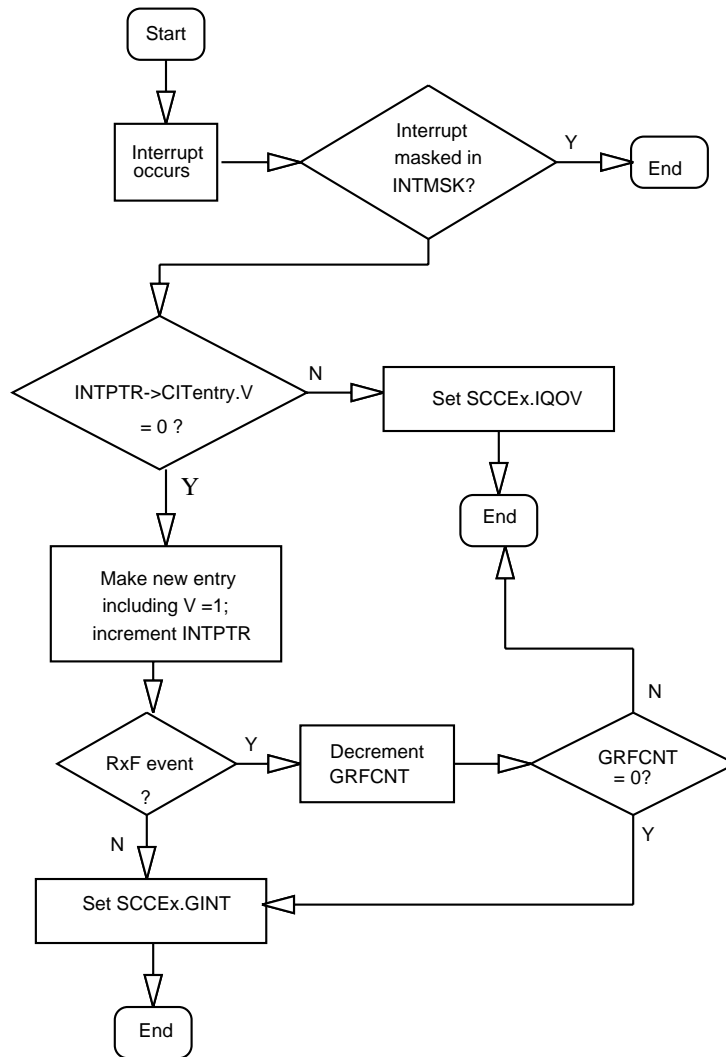 Start
Interrupt
occurs
Interrupt
masked in
INTMSK?
Y
End
INTPTR->CITentry.V
= 0 ?
N
Set SCCEx.IQOV
End
Y
Make new entry
including V =1;
increment INTPTR
RxF event
?
Y
Decrement
GRFCNT
GRFCNT
= 0?
N
Y
N
Set SCCEx.GINT
End